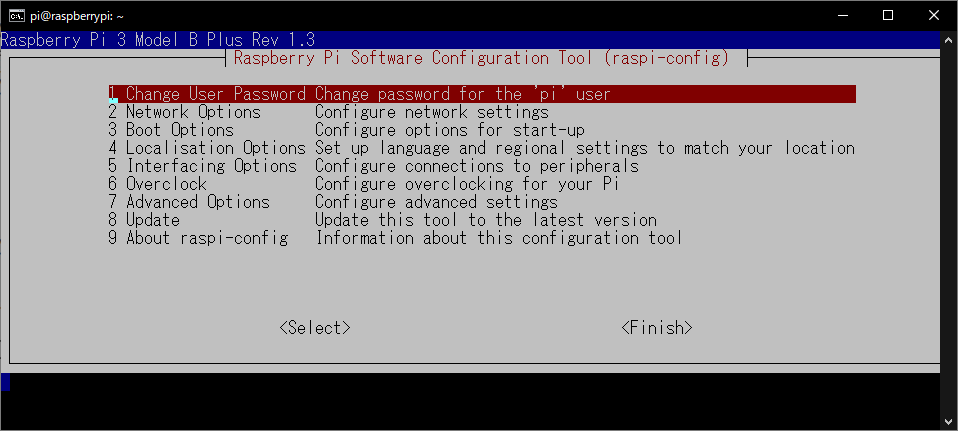 pi@raspberrypi: ~
Raspberry Pi 3 Model B Plus Rev 1.3
Raspberry Pi Software Configuration Tool (raspi-config)
1 Change User Password Change password for the 'pi' user
2 Network Options Configure network settings
3 Boot Options Configure options for start-up
4 Localisation Options Set up language and regional settings to match your location
5 Interfacing Options Configure connections to peripherals
6 Overclock Configure overclocking for your Pi
7 Advanced Options Configure advanced settings
8 Update Update this tool to the latest version
9 About raspi-config Information about this configuration tool
<Select> <Finish>